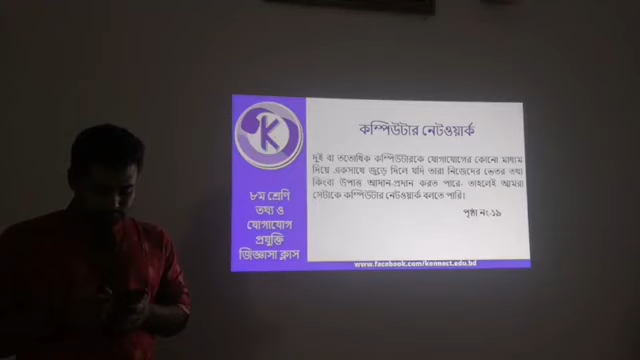 K
কম্পিউটার নেটওয়ার্ক
দুই বা ততোধিক কম্পিউটারকে যোগাযোগের কোনো মাধ্যম
দিয়ে একসাথে জুড়ে দিলে যদি তারা নিজেদের ভেতর তথ্য
কিংবা উপাত্ত আদান-প্রদান করতে পারে- তাহলেই আমরা
সেটাকে কম্পিউটার নেটওয়ার্ক বলতে পারি।
পৃষ্ঠা নং-১৯
৮ম শ্রেণি
তথ্য ও
যোগাযোগ
প্রযুক্তি
জিজ্ঞাসা ক্লাস
www.facebook.com/konnect.edu.bd